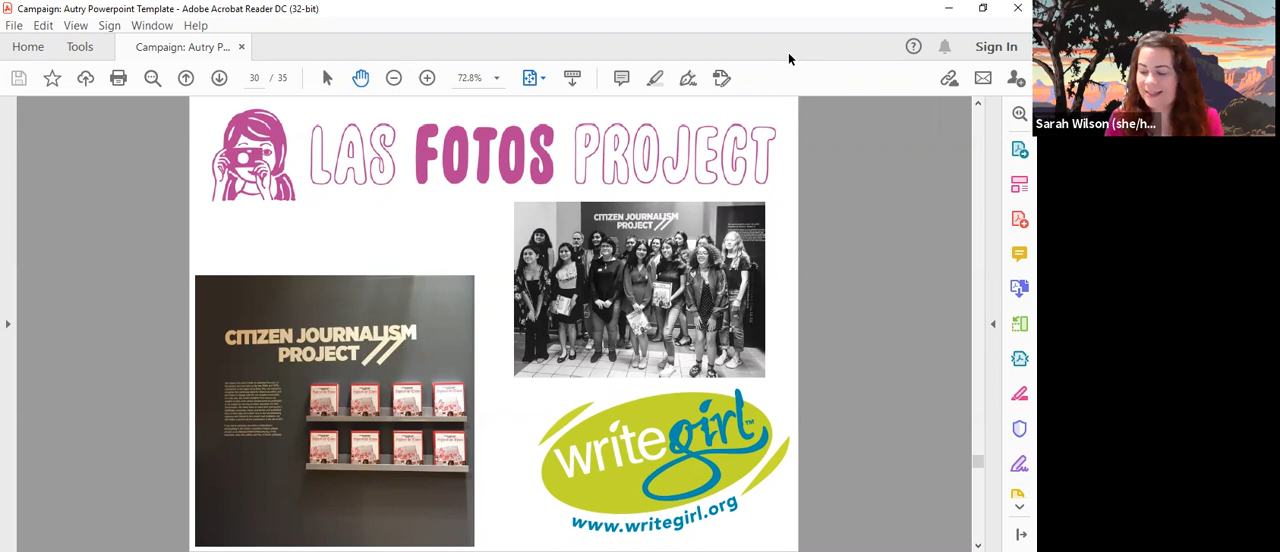 Campaign: Autry Powerpoint Template - Adobe Acrobat Reader DC (32-bit)
File Edit View Sign Window Help
Home Tools Campaign: Autry P... ×
Sign In
30 / 35
72.8%
Sarah Wilson (she/h...
LAS FOTOS PROJECT
CITIZEN JOURNALISM
PROJECT
CITIZEN JOURNALISM
PROJECT
writegirl™
www.writegirl.org